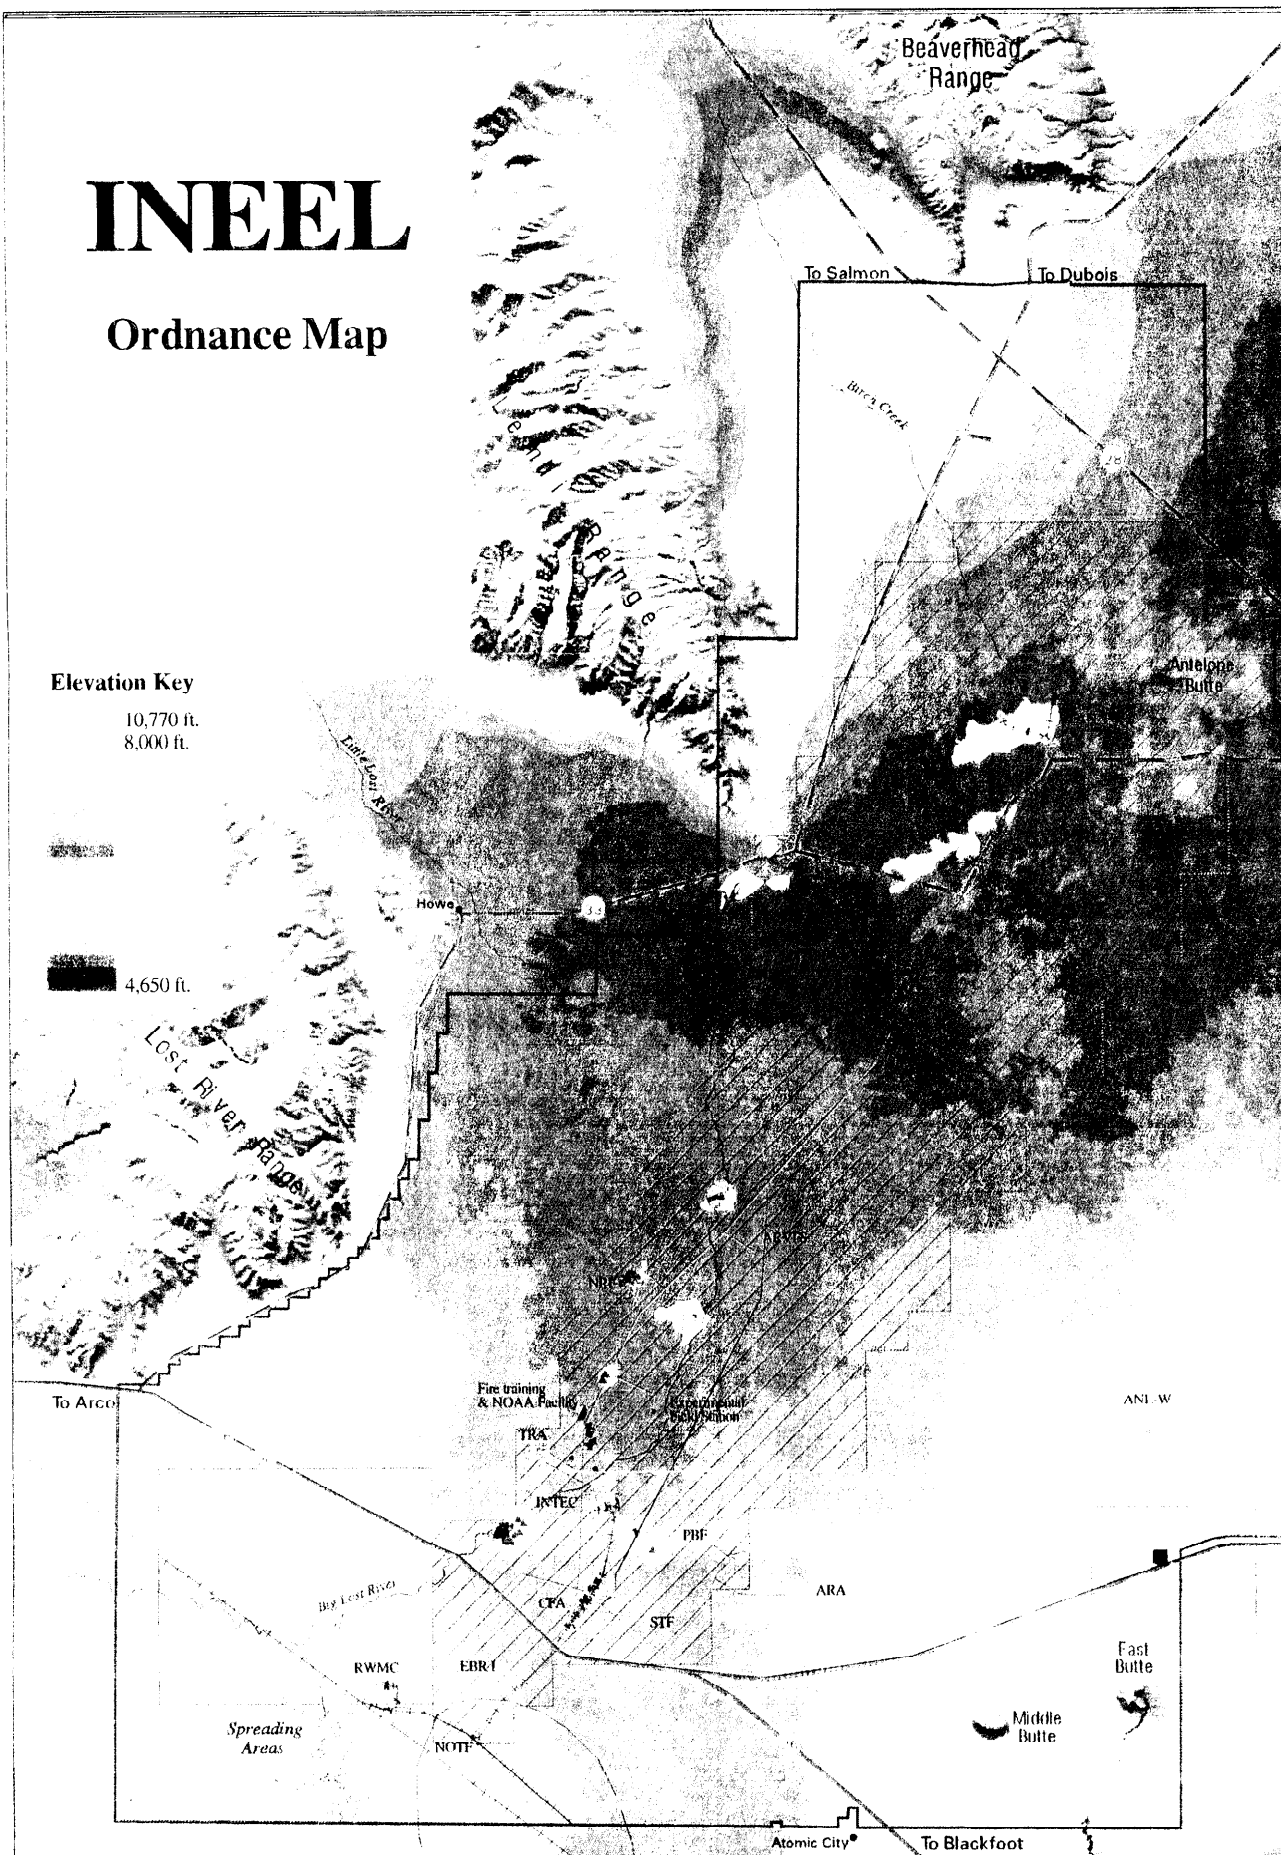 Beaverhead
Range
INEEL
To Salmon
To Dubois
Ordnance Map
Birch Creek
28
Lemhi Range
Antelope
Butte
Elevation Key
10,770 ft.
8,000 ft.
Little Lost River
Howe
33
4,650 ft.
Lost River Range
NRF
Fire training
& NOAA Facility
Experimental
Field Station
To Arco
ANL-W
TRA
INTEC
PBF
Big Lost River
ARA
CFA
STF
RWMC
EBR-I
East
Butte
Spreading
Areas
Middle
Butte
NOTF
Atomic City
To Blackfoot